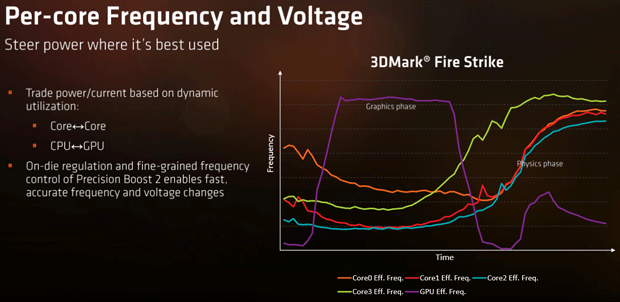 Per-core Frequency and Voltage
Steer power where it's best used
Trade power/current based on dynamic
utilization:
Core↔Core
CPU↔GPU
On-die regulation and fine-grained frequency
control of Precision Boost 2 enables fast,
accurate frequency and voltage changes
3DMark® Fire Strike
Graphics phase
Physics phase
Frequency
Time
Core0 Eff. Freq. Core1 Eff. Freq. Core2 Eff. Freq.
Core3 Eff. Freq. GPU Eff. Freq.